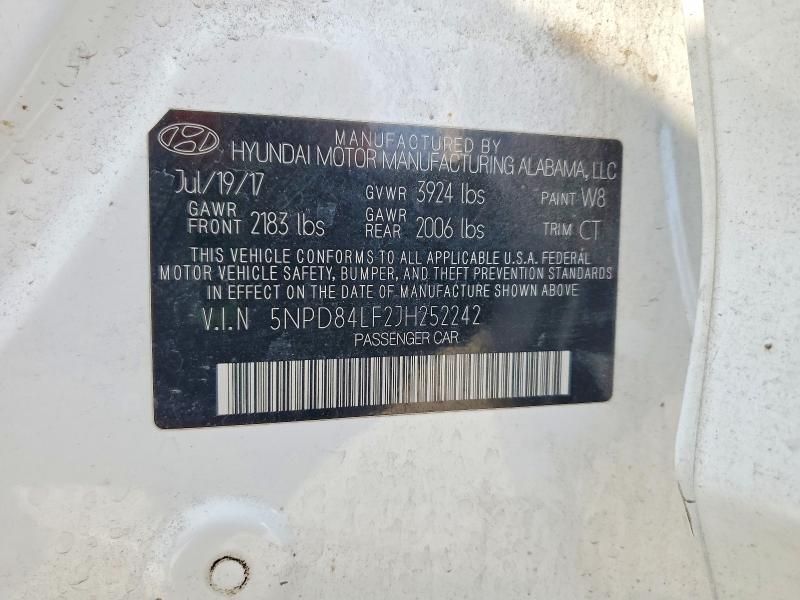 MANUFACTURED BY
HYUNDAI MOTOR MANUFACTURING ALABAMA, LLC
Jul/19/17 GVWR 3924 lbs PAINT W8
GAWR FRONT 2183 lbs GAWR REAR 2006 lbs TRIM CT
THIS VEHICLE CONFORMS TO ALL APPLICABLE U.S.A. FEDERAL
MOTOR VEHICLE SAFETY, BUMPER, AND THEFT PREVENTION STANDARDS
IN EFFECT ON THE DATE OF MANUFACTURE SHOWN ABOVE.
V.I.N 5NPD84LF2JH252242
PASSENGER CAR